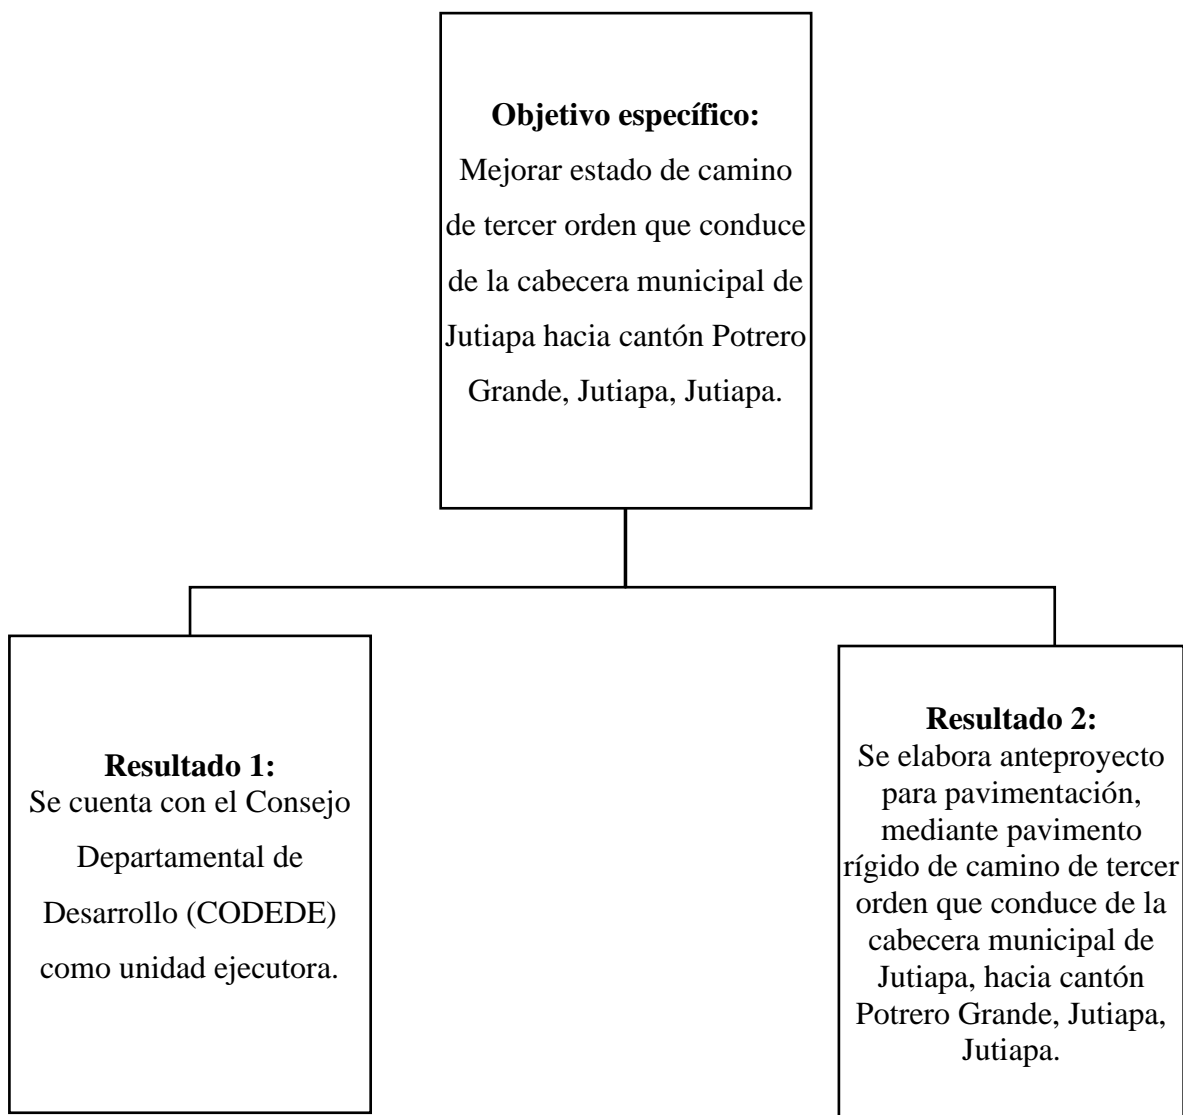 Objetivo específico:
Mejorar estado de camino
de tercer orden que conduce
de la cabecera municipal de
Jutiapa hacia cantón Potrero
Grande, Jutiapa, Jutiapa.
Resultado 1:
Se cuenta con el Consejo
Departamental de
Desarrollo (CODEDE)
como unidad ejecutora.
Resultado 2:
Se elabora anteproyecto
para pavimentación,
mediante pavimento
rígido de camino de tercer
orden que conduce de la
cabecera municipal de
Jutiapa, hacia cantón
Potrero Grande, Jutiapa,
Jutiapa.